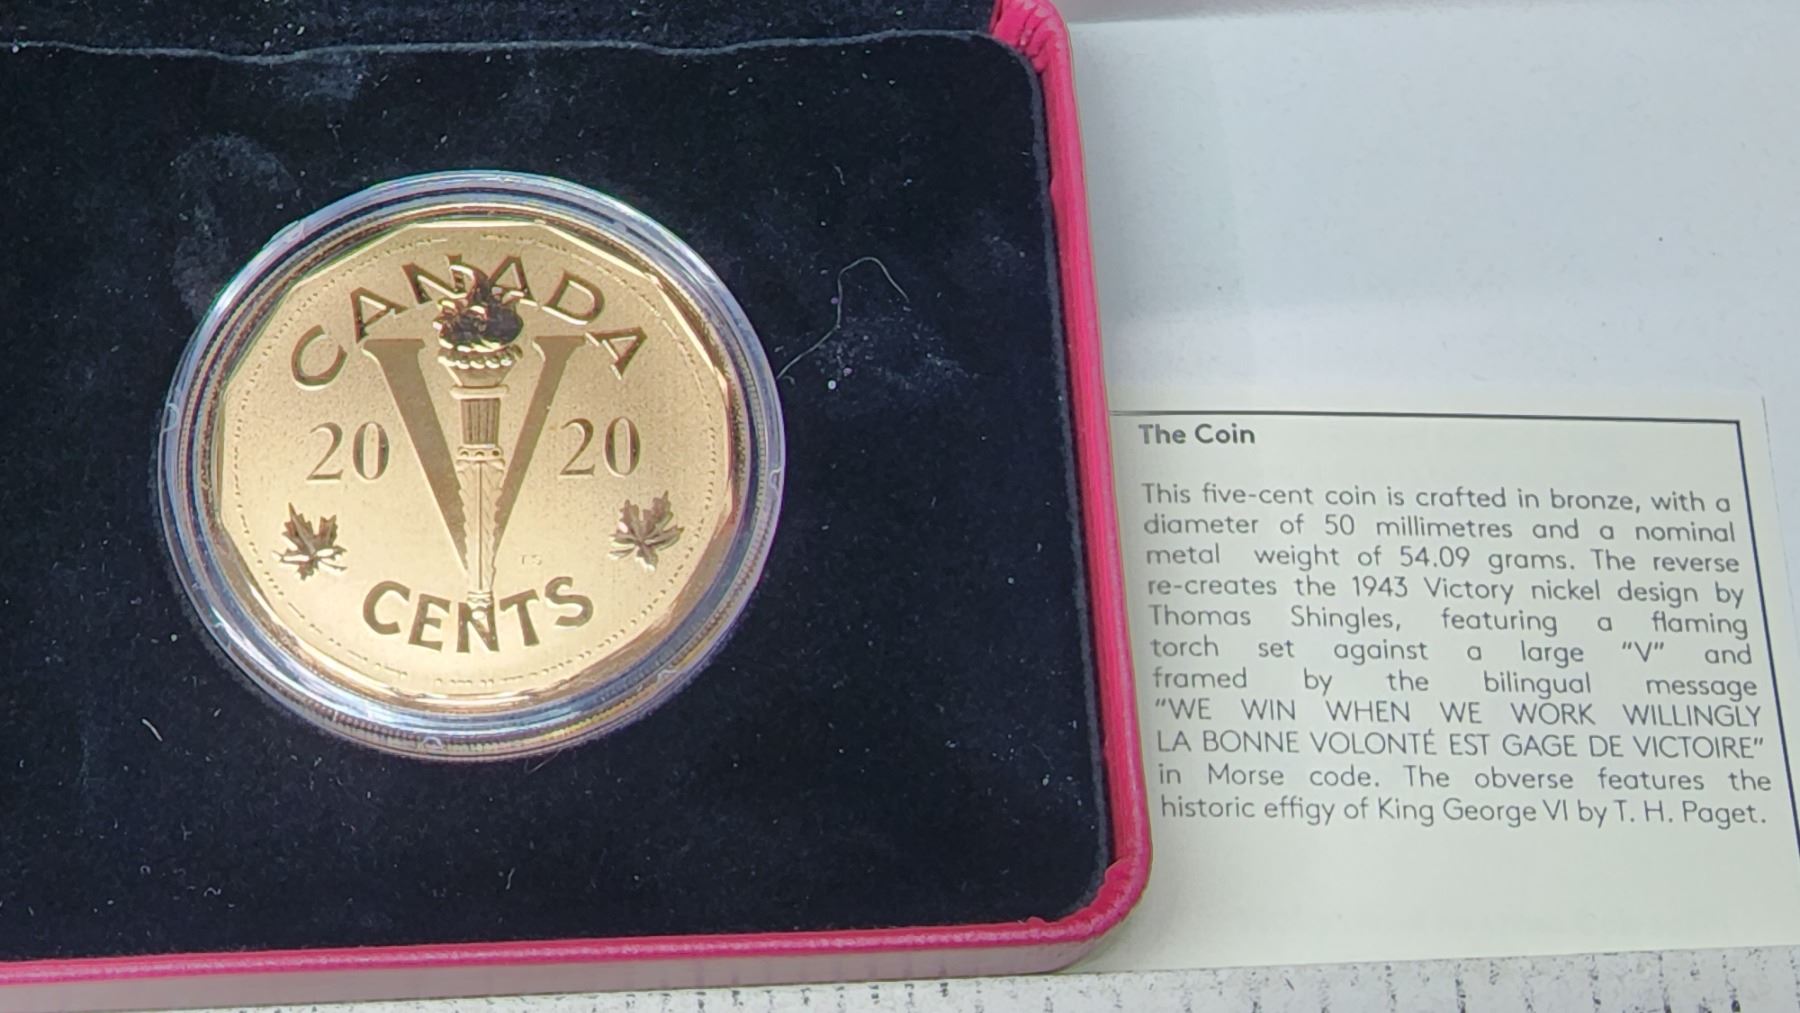 CANADA
20 V 20
TS
CENTS
The Coin
This five-cent coin is crafted in bronze, with a
diameter of 50 millimetres and a nominal
metal weight of 54.09 grams. The reverse
re-creates the 1943 Victory nickel design by
Thomas Shingles, featuring a flaming
torch set against a large "V" and
framed by the bilingual message
"WE WIN WHEN WE WORK WILLINGLY
LA BONNE VOLONTÉ EST GAGE DE VICTOIRE"
in Morse code. The obverse features the
historic effigy of King George VI by T. H. Paget.